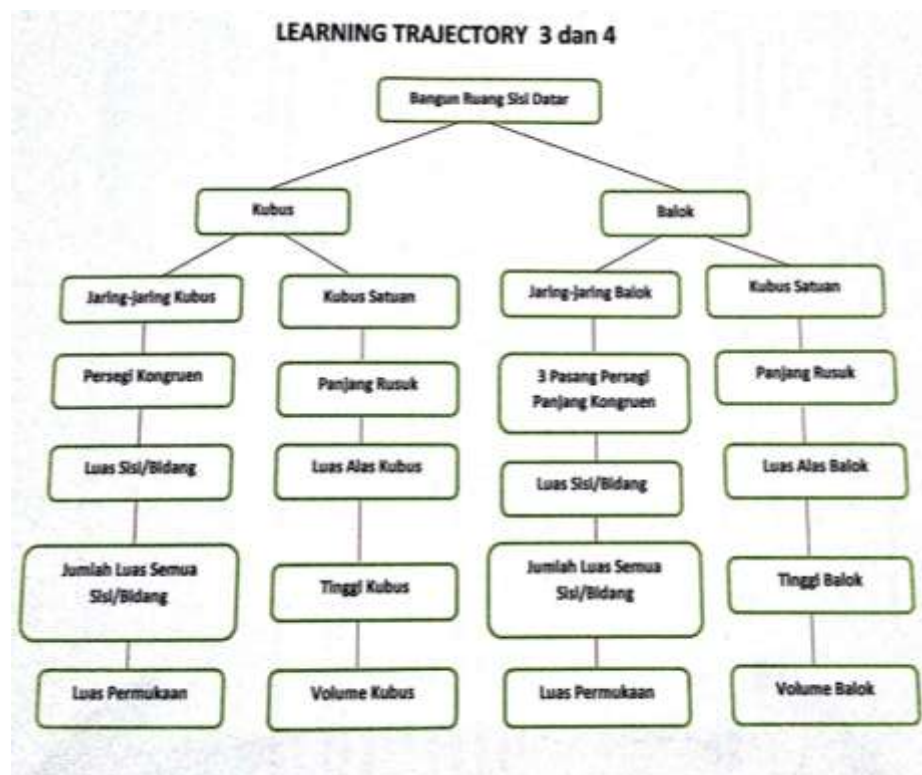 LEARNING TRAJECTORY 3 dan 4
Bangun Ruang Sisi Datar
Kubus
Balok
Jaring-jaring Kubus
Kubus Satuan
Jaring-jaring Balok
Kubus Satuan
Persegi Kongruen
Panjang Rusuk
3 Pasang Persegi
Panjang Kongruen
Panjang Rusuk
Luas Sisi/Bidang
Luas Alas Kubus
Luas Sisi/Bidang
Luas Alas Balok
Jumlah Luas Semua
Sisi/Bidang
Tinggi Kubus
Jumlah Luas Semua
Sisi/Bidang
Tinggi Balok
Luas Permukaan
Volume Kubus
Luas Permukaan
Volume Balok